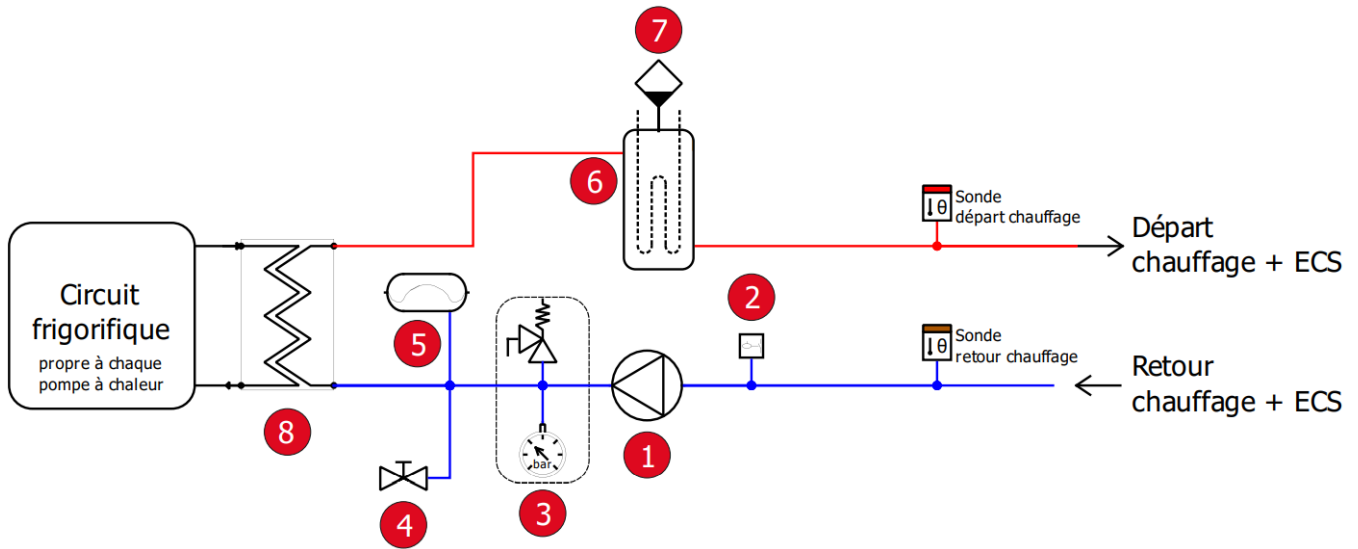 7
6
Sonde
départ chauffage
θ
Départ
chauffage + ECS
Circuit
frigorifique
propre à chaque
pompe à chaleur
2
5
Sonde
retour chauffage
θ
Retour
chauffage + ECS
8
bar
1
3
4